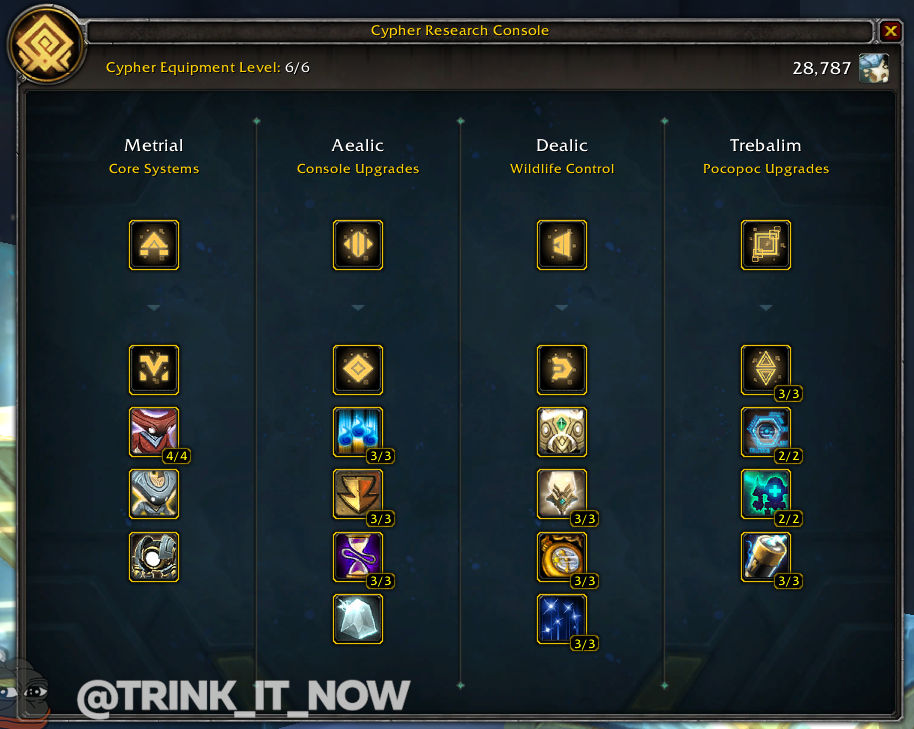 Cypher Research Console
Cypher Equipment Level: 6/6
28,787
Metrial
Core Systems
Aealic
Console Upgrades
Dealic
Wildlife Control
Trebalim
Pocopoc Upgrades
3/3
4/4
3/3
2/2
3/3
3/3
2/2
3/3
3/3
3/3
3/3
@TRINK_IT_NOW